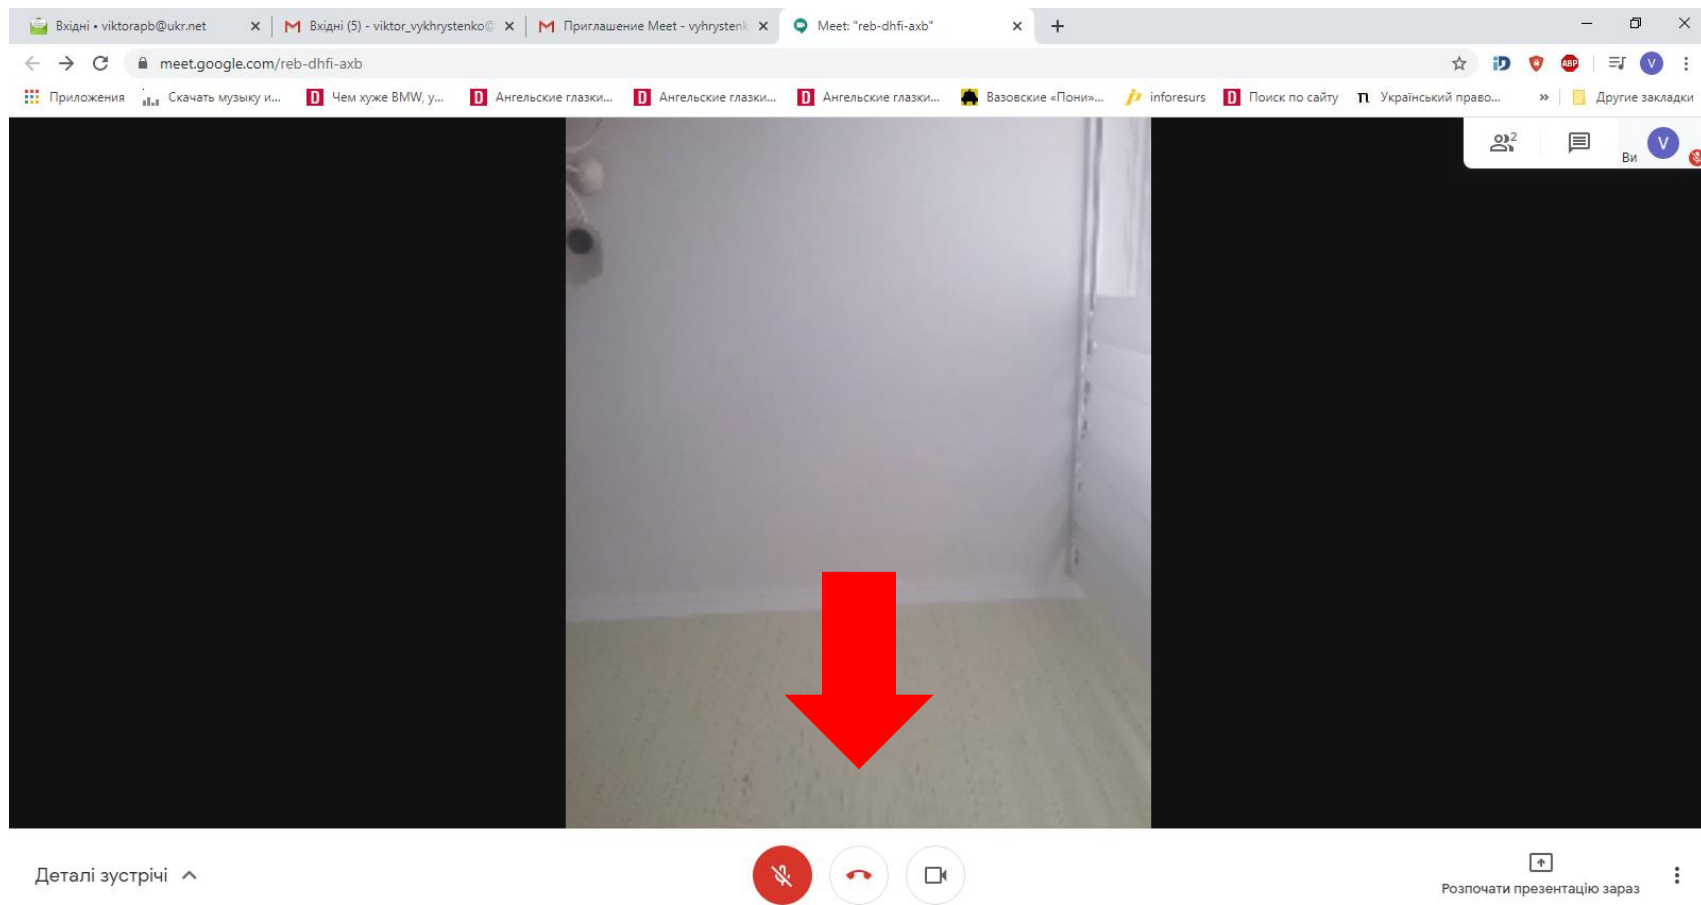 Вхідні • viktorapb@ukr.net
Вхідні (5) - viktor_vykhrystenko@
Приглашение Meet - vyhrystenk
Meet: "reb-dhfi-axb"
meet.google.com/reb-dhfi-axb
ABP
V
Приложения
Скачать музыку и...
D Чем хуже BMW, у...
D Ангельские глазки...
D Ангельские глазки...
D Ангельские глазки...
Вазовские «Пони»...
inforesurs
D Поиск по сайту
П Український право...
»
Другие закладки
2
Ви
V
Деталі зустрічі
Розпочати презентацію зараз